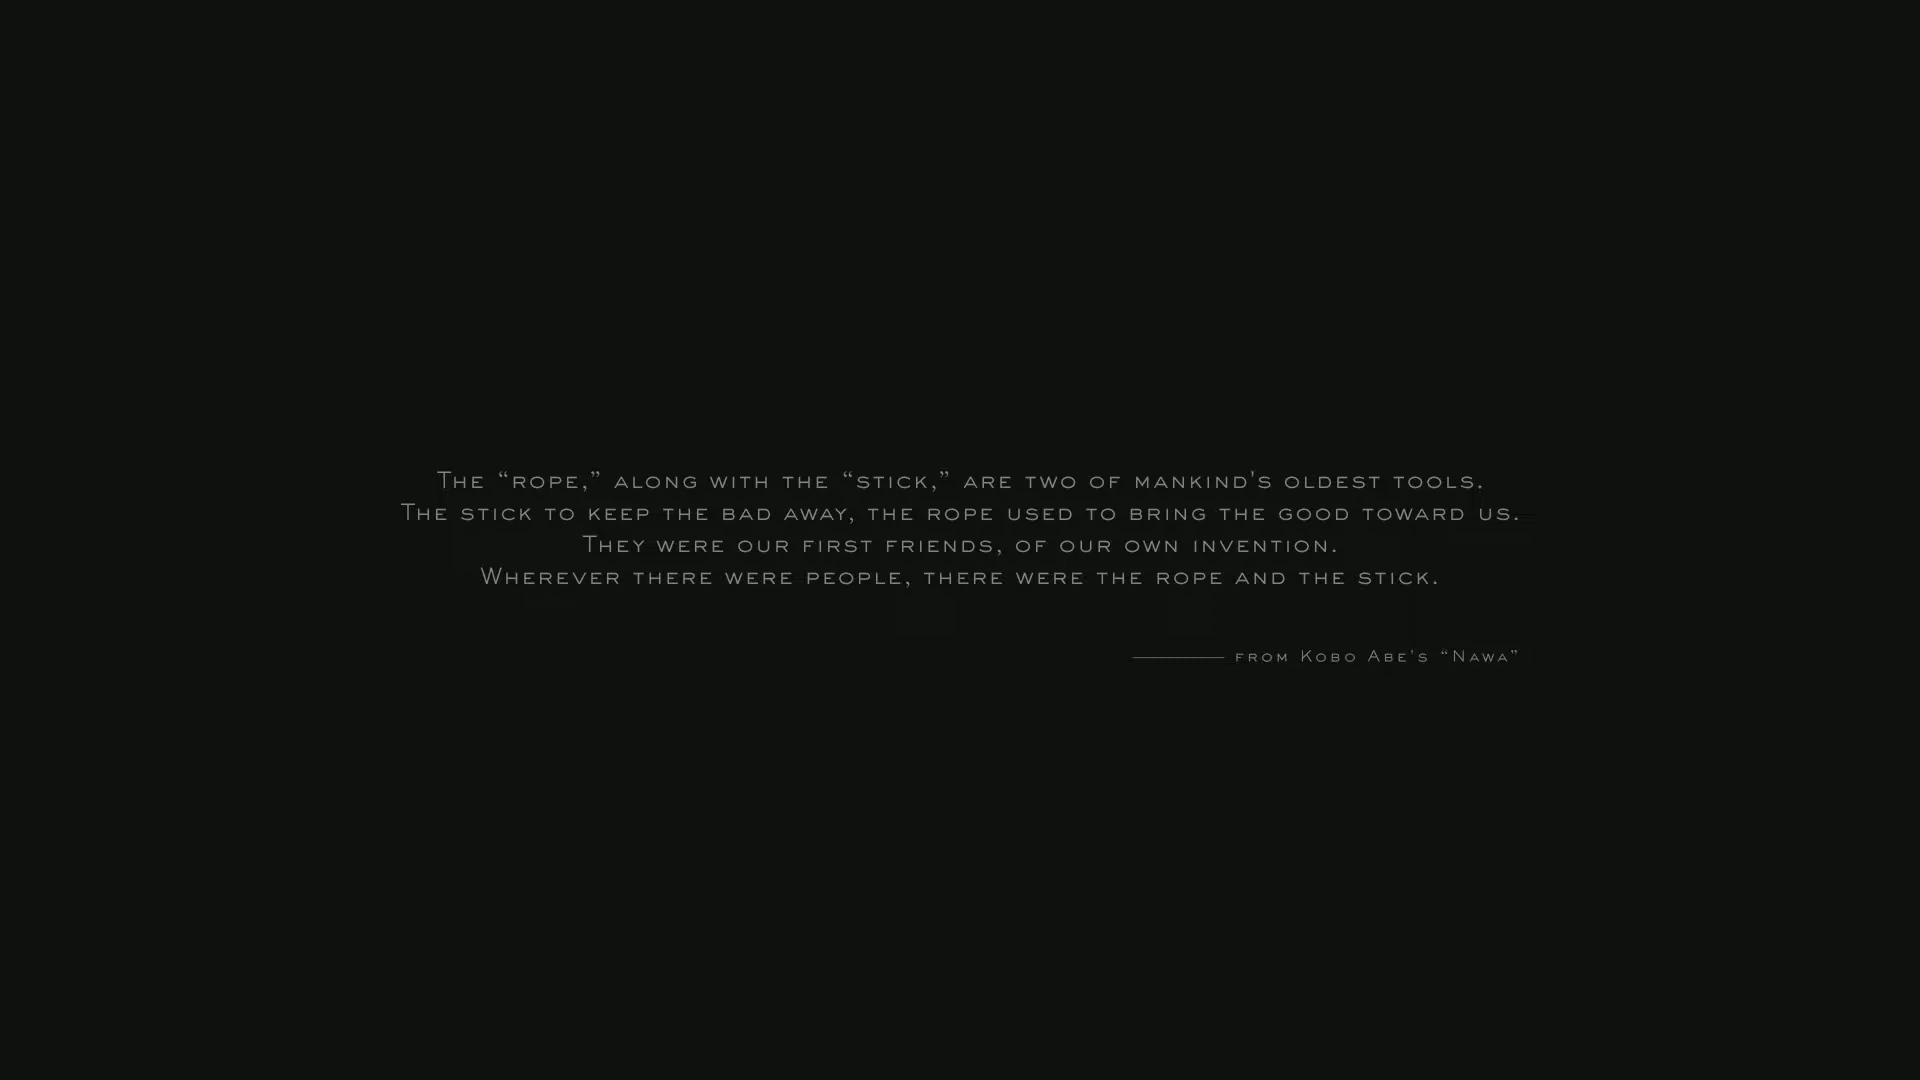 The “rope,” along with the “stick,” are two of mankind's oldest tools.
The stick to keep the bad away, the rope used to bring the good toward us.
They were our first friends, of our own invention.
Wherever there were people, there were the rope and the stick.
——— from Kobo Abe's “Nawa”